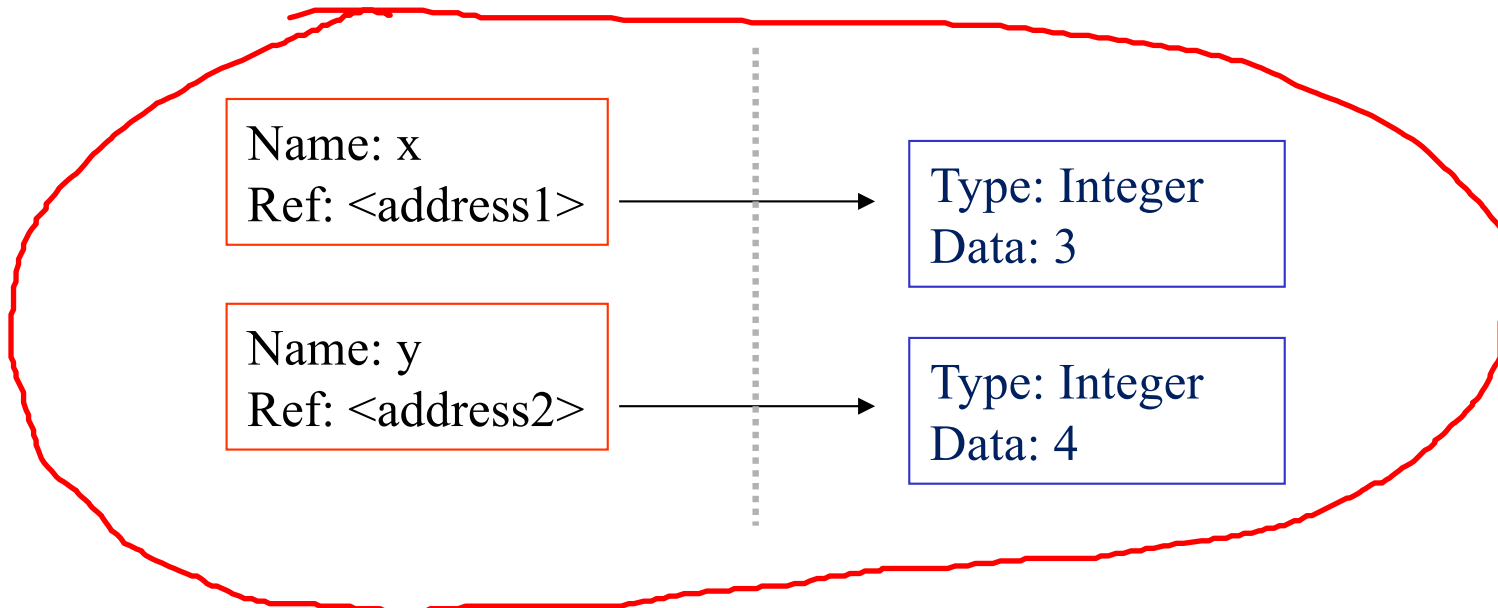 Name: x
Ref: <address1>
Type: Integer
Data: 3
Name: y
Ref: <address2>
Type: Integer
Data: 4